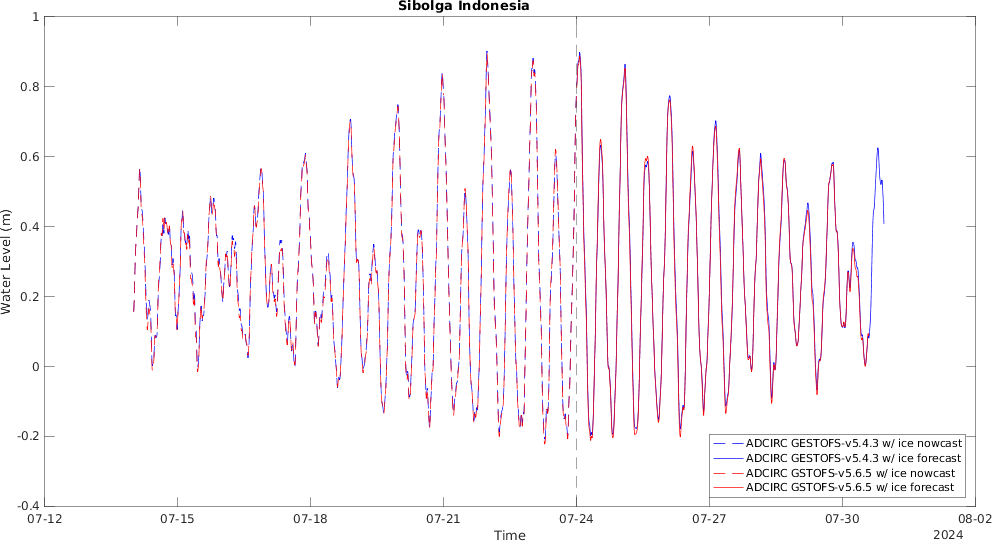 Sibolga Indonesia
1
0.8
0.6
0.4
0.2
0
-0.2
-0.4
Water Level (m)
ADCIRC GESTOFS-v5.4.3 w/ ice nowcast
ADCIRC GESTOFS-v5.4.3 w/ ice forecast
ADCIRC GSTOFS-v5.6.5 w/ ice nowcast
ADCIRC GSTOFS-v5.6.5 w/ ice forecast
07-12 07-15 07-18 07-21 07-24 07-27 07-30 08-02
Time
2024